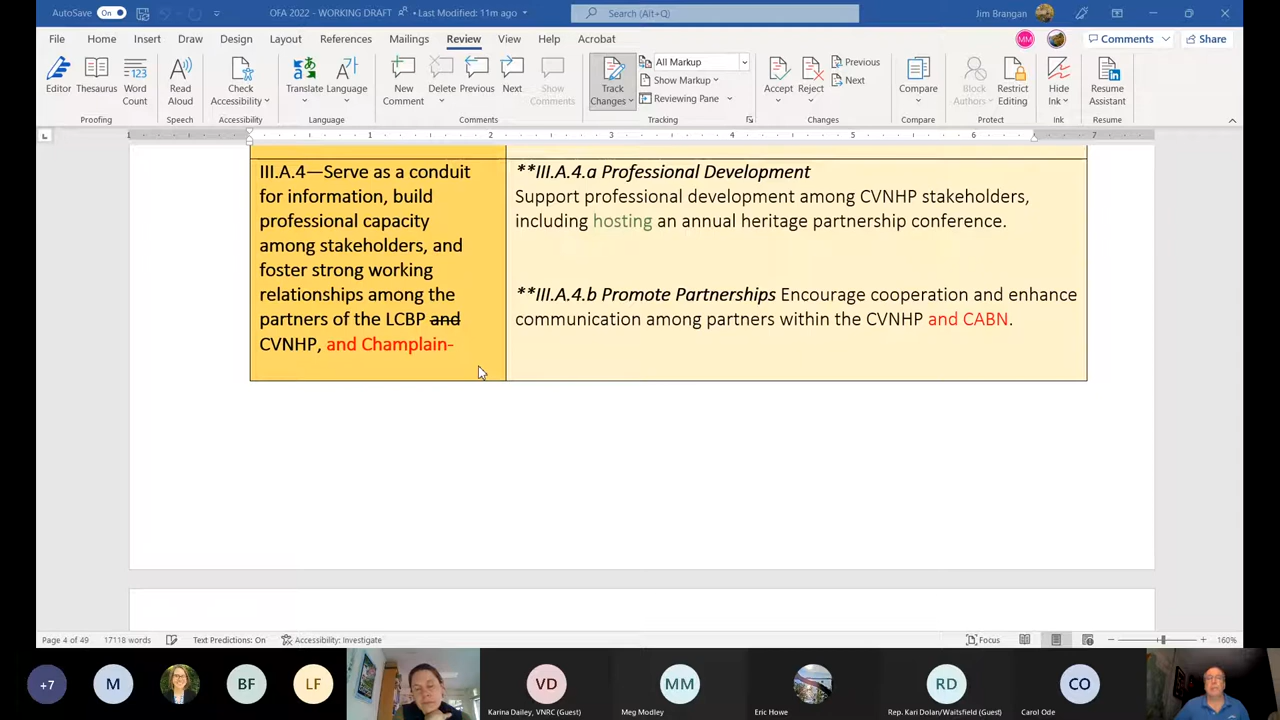 AutoSave On OFA 2022 - WORKING DRAFT • Last Modified: 11m ago Search (Alt+Q) Jim Brangan
File Home Insert Draw Design Layout References Mailings Review View Help Acrobat MM Comments Share
Editor Thesaurus Word Count
Read Aloud
Check Accessibility
Translate Language
New Comment Delete Previous Next Show Comments
Track Changes All Markup
Show Markup
Reviewing Pane
Accept Reject Previous
Next
Compare
Block Authors Restrict Editing
Hide Ink
Resume Assistant
Proofing Speech Accessibility Language Comments Tracking Changes Compare Protect Ink Resume
1 1 2 3 4 5 6 7
III.A.4—Serve as a conduit
for information, build
professional capacity
among stakeholders, and
foster strong working
relationships among the
partners of the LCBP and
CVNHP, and Champlain-
**III.A.4.a Professional Development
Support professional development among CVNHP stakeholders,
including hosting an annual heritage partnership conference.
**III.A.4.b Promote Partnerships Encourage cooperation and enhance
communication among partners within the CVNHP and CABN.
Page 4 of 49 17118 words Text Predictions: On Accessibility: Investigate Focus 160%
+7 M BF LF VD MM RD CO
Karina Dailey, VNRC (Guest) Meg Modley Eric Howe Rep. Kari Dolan/Waitsfield (Guest) Carol Ode